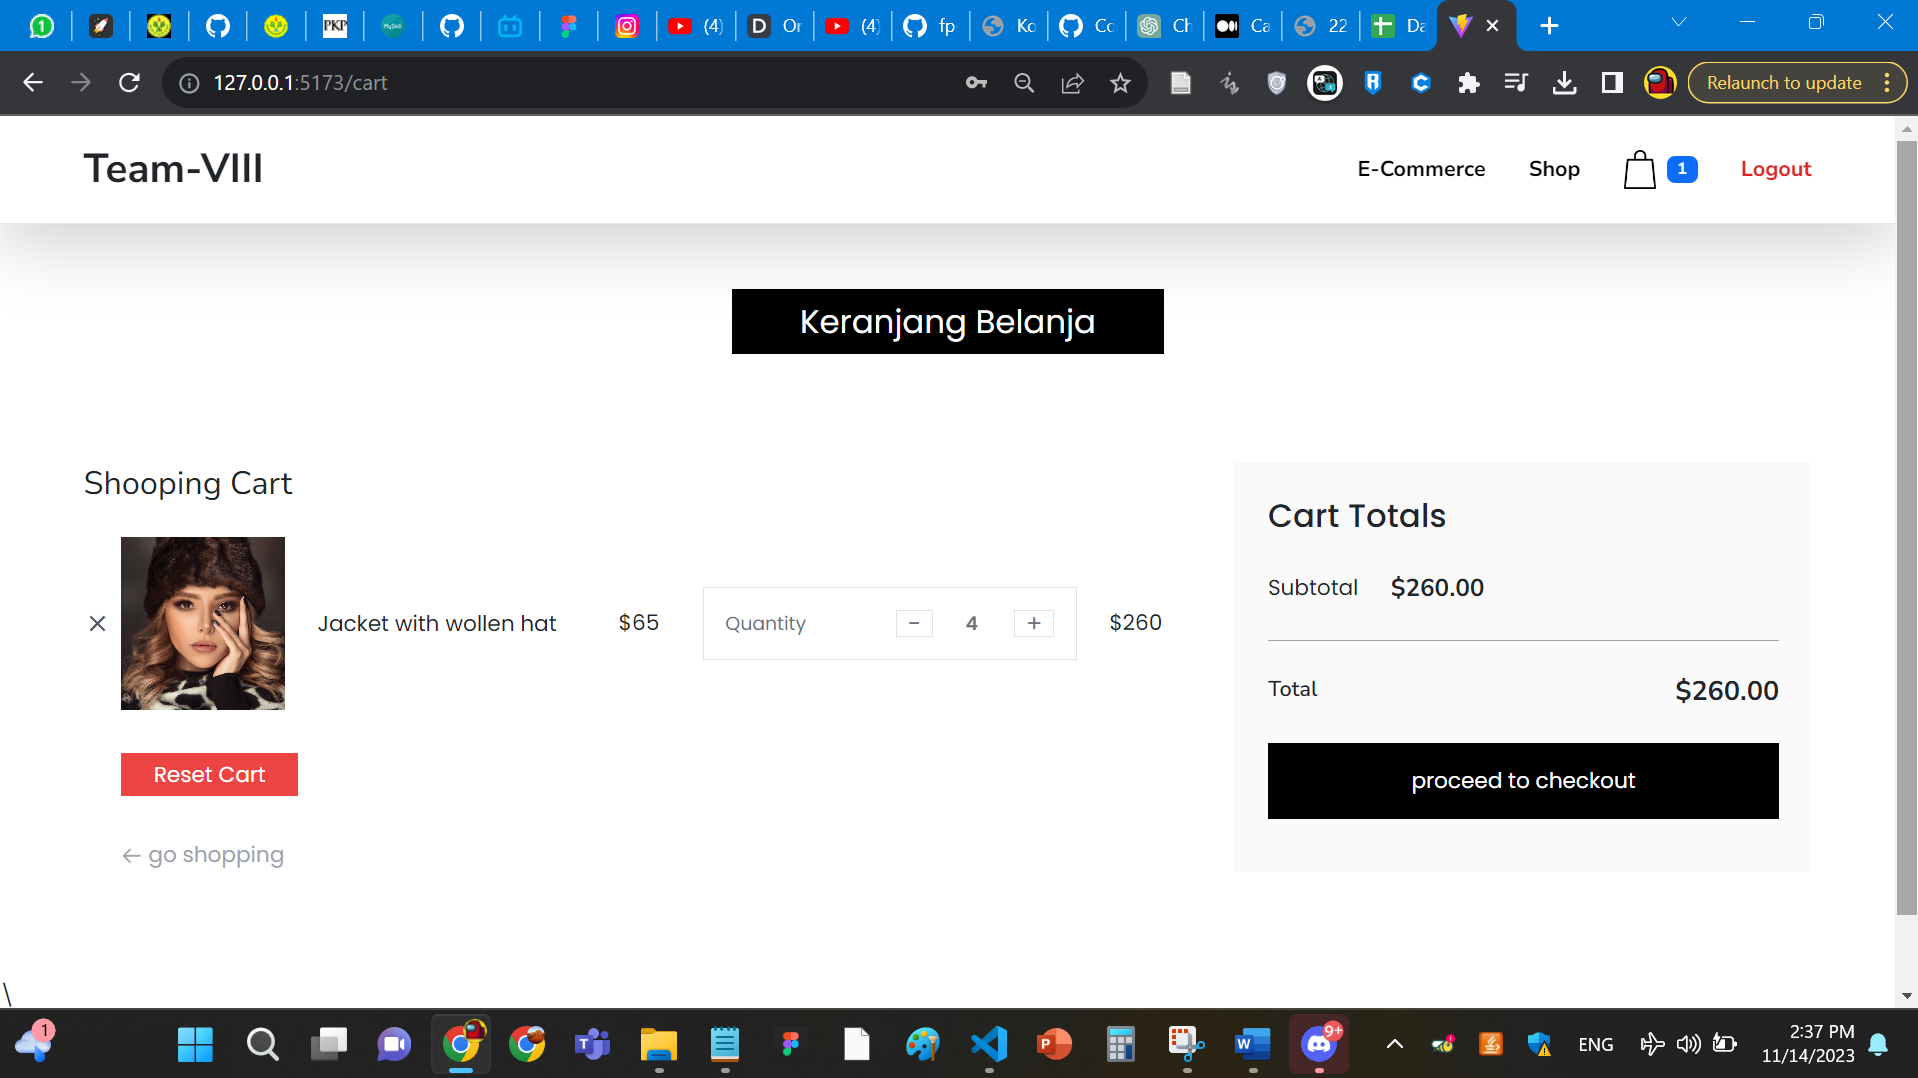 (4)
Or
(4)
fp
Ko
Co
Ch
Ca
22
Da
127.0.0.1:5173/cart
Relaunch to update
Team-VIII
E-Commerce
Shop
1
Logout
Keranjang Belanja
Shooping Cart
Jacket with wollen hat
$65
Quantity
-
4
+
$260
Reset Cart
← go shopping
Cart Totals
Subtotal
$260.00
Total
$260.00
proceed to checkout
\
1
9+
ENG
2:37 PM
11/14/2023